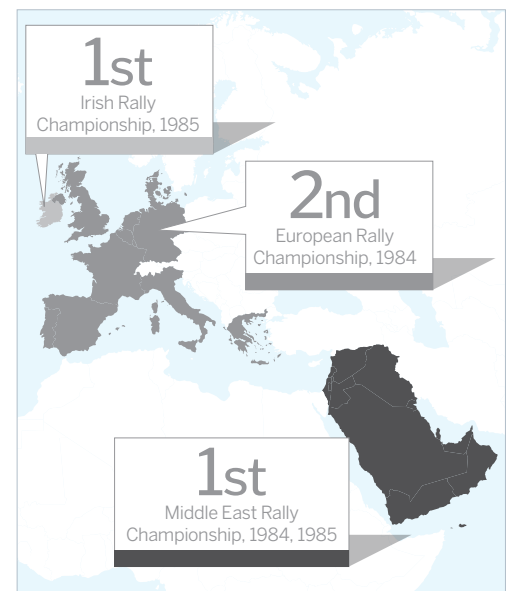 1st
Irish Rally
Championship, 1985
2nd
European Rally
Championship, 1984
1st
Middle East Rally
Championship, 1984, 1985